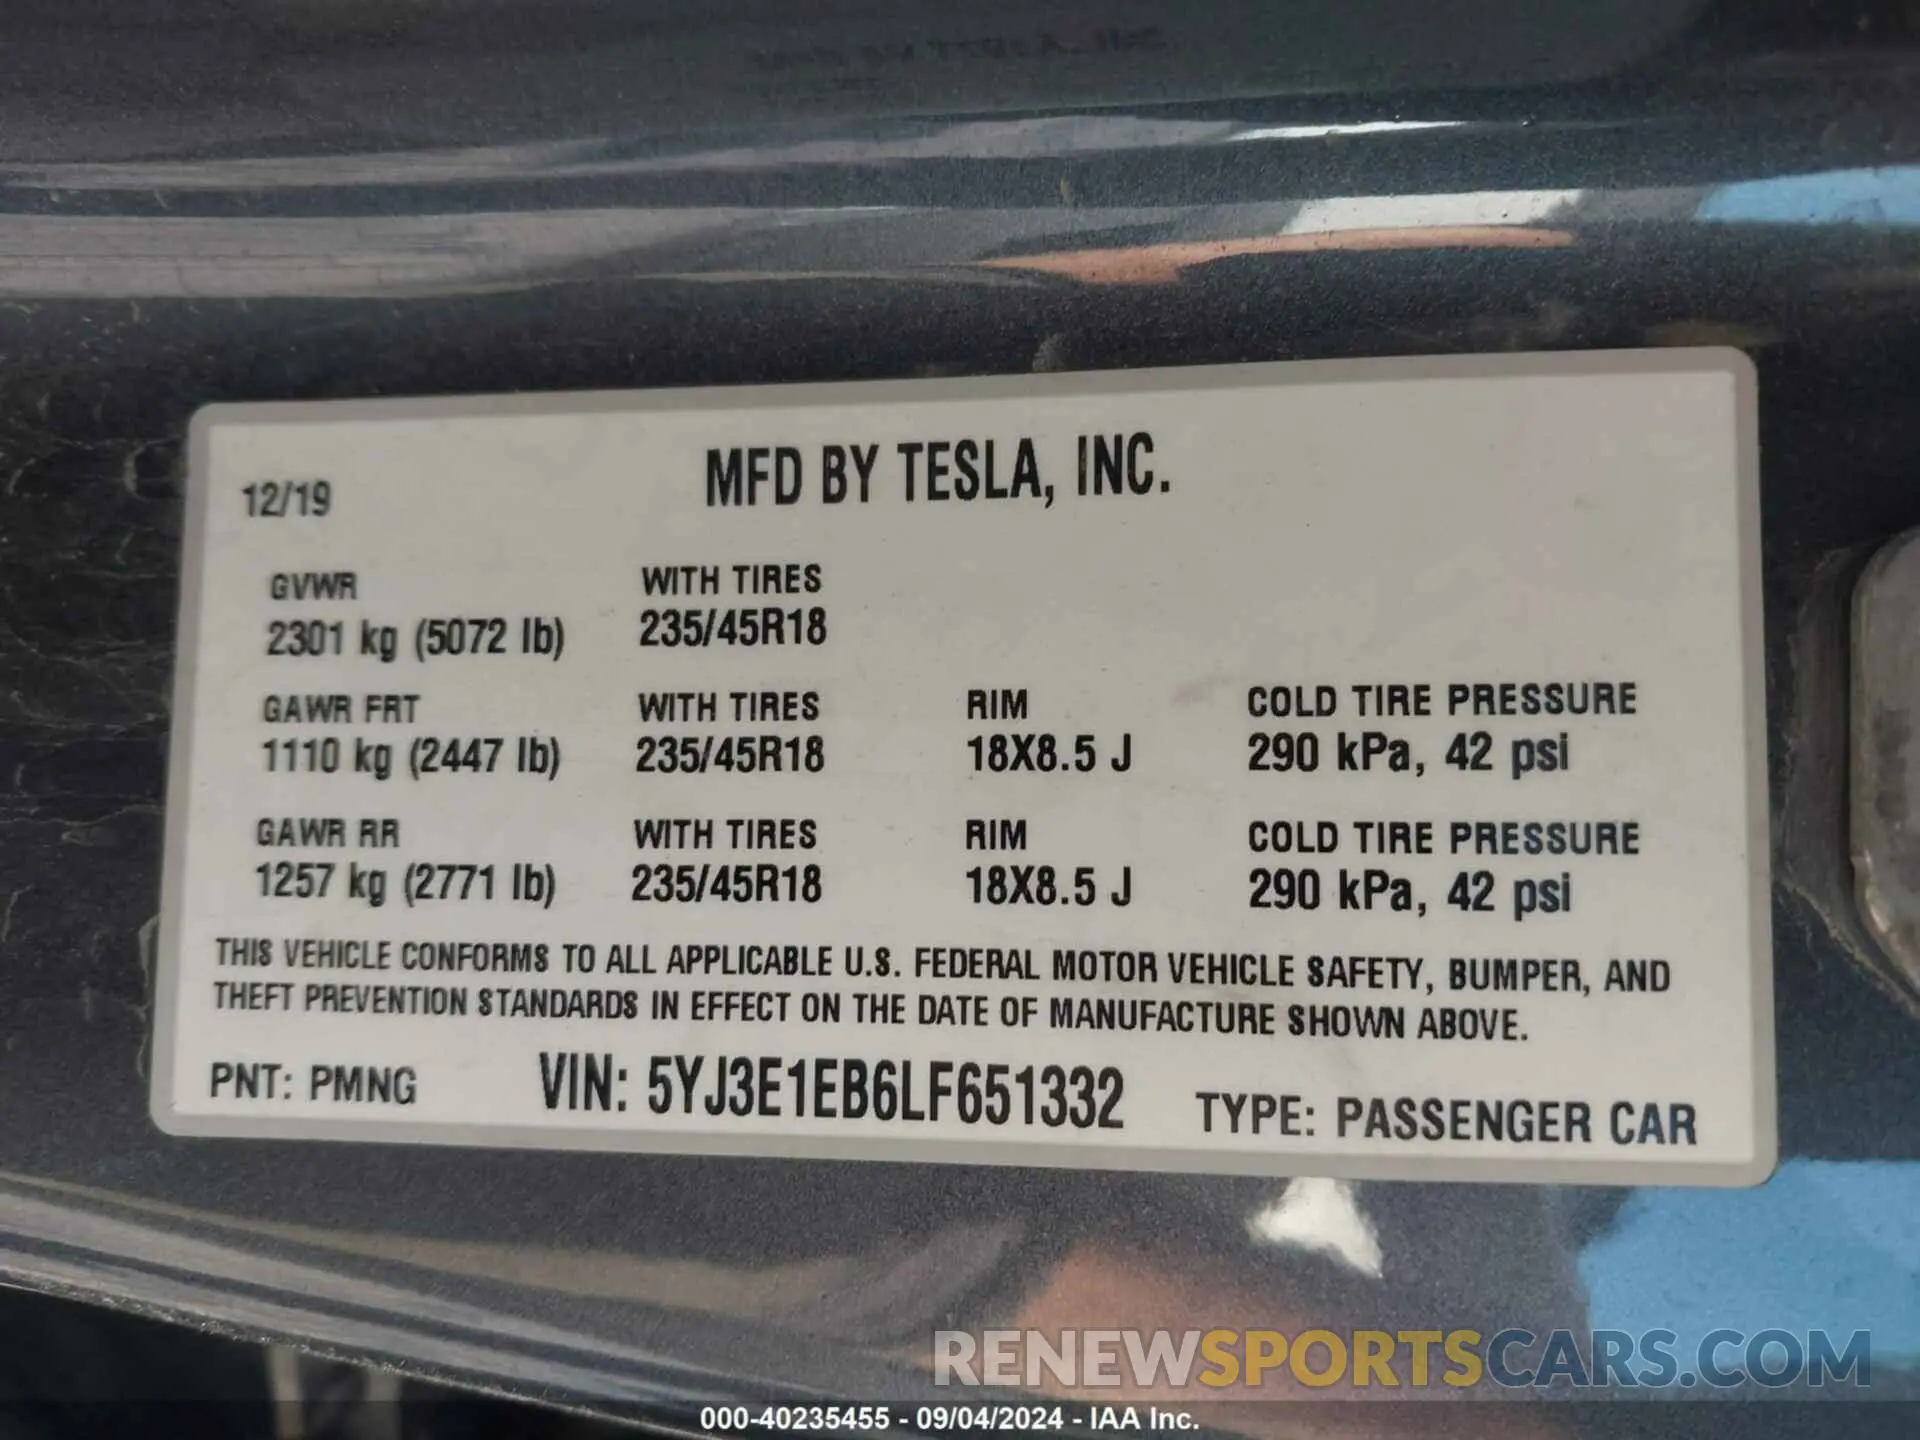 12/19 MFD BY TESLA, INC.
GVWR WITH TIRES
2301 kg (5072 lb) 235/45R18
GAWR FRT WITH TIRES RIM COLD TIRE PRESSURE
1110 kg (2447 lb) 235/45R18 18X8.5 J 290 kPa, 42 psi
GAWR RR WITH TIRES RIM COLD TIRE PRESSURE
1257 kg (2771 lb) 235/45R18 18X8.5 J 290 kPa, 42 psi
THIS VEHICLE CONFORMS TO ALL APPLICABLE U.S. FEDERAL MOTOR VEHICLE SAFETY, BUMPER, AND
THEFT PREVENTION STANDARDS IN EFFECT ON THE DATE OF MANUFACTURE SHOWN ABOVE.
PNT: PMNG VIN: 5YJ3E1EB6LF651332 TYPE: PASSENGER CAR
RENEWSPORTSCARS.COM
000-40235455 - 09/04/2024 - IAA Inc.